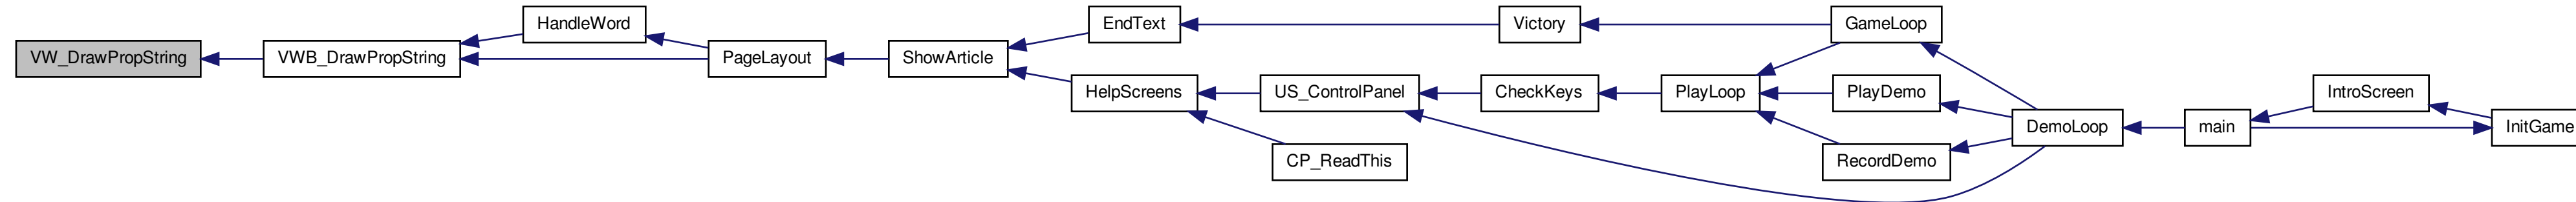 VW_DrawPropString
VWB_DrawPropString
HandleWord
PageLayout
ShowArticle
EndText
HelpScreens
US_ControlPanel
CP_ReadThis
CheckKeys
Victory
PlayLoop
GameLoop
PlayDemo
RecordDemo
DemoLoop
main
IntroScreen
InitGame